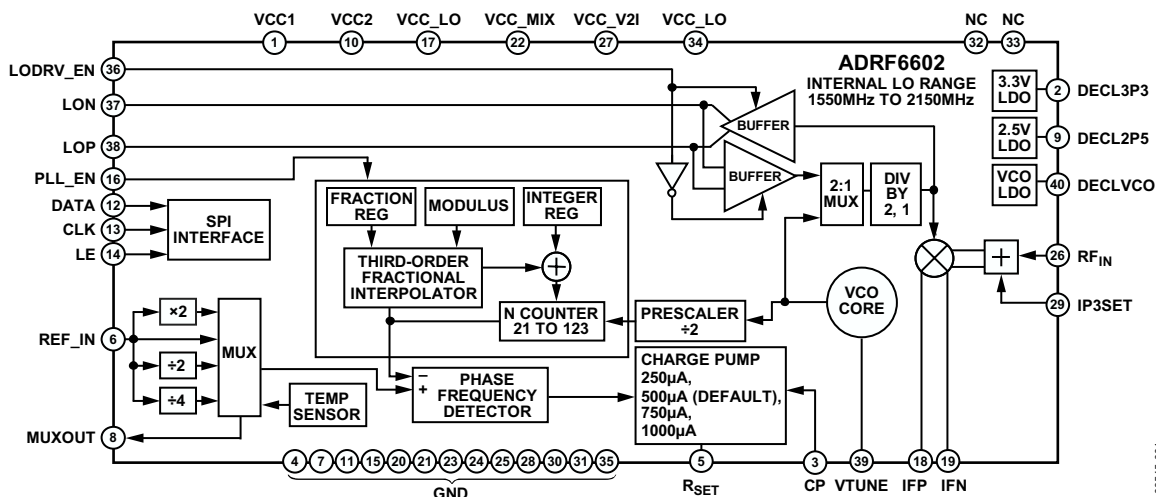 VCC1 VCC2 VCC_LO VCC_MIX VCC_V2I VCC_LO NC NC
1 10 17 22 27 34 32 33
LODRV_EN 36
LON 37
LOP 38
PLL_EN 16
DATA 12
CLK 13
LE 14
SPI
INTERFACE
ADRF6602
INTERNAL LO RANGE
1550MHz TO 2150MHz
BUFFER
BUFFER
2:1
MUX
DIV
BY
2, 1
3.3V
LDO
2 DECL3P3
2.5V
LDO
9 DECL2P5
VCO
LDO
40 DECLVCO
FRACTION
REG
MODULUS
INTEGER
REG
THIRD-ORDER
FRACTIONAL
INTERPOLATOR
+
N COUNTER
21 TO 123
PRESCALER
÷2
VCO
CORE
+
26 RFIN
29 IP3SET
REF_IN 6
×2
÷2
÷4
MUX
TEMP
SENSOR
MUXOUT 8
−
+
PHASE
FREQUENCY
DETECTOR
CHARGE PUMP
250µA,
500µA (DEFAULT),
750µA,
1000µA
4 7 11 15 20 21 23 24 25 28 30 31 35
GND
5
RSET
3
CP
39
VTUNE
18
IFP
19
IFN